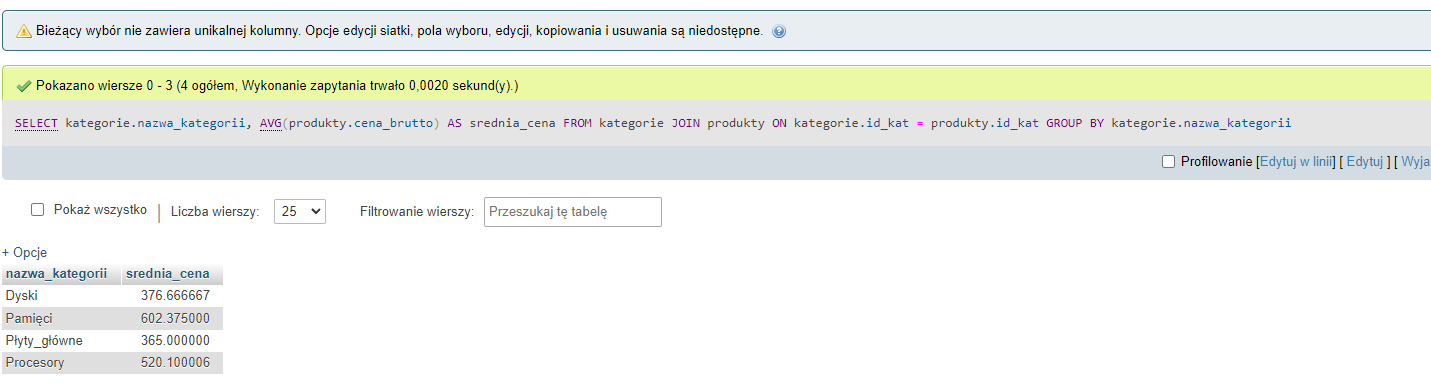 Bieżący wybór nie zawiera unikalnej kolumny. Opcje edycji siatki, pola wyboru, edycji, kopiowania i usuwania są niedostępne.
Pokazano wiersze 0 - 3 (4 ogółem, Wykonanie zapytania trwało 0,0020 sekund(y).)
SELECT kategorie.nazwa_kategorii, AVG(produkty.cena_brutto) AS srednia_cena FROM kategorie JOIN produkty ON kategorie.id_kat = produkty.id_kat GROUP BY kategorie.nazwa_kategorii
Profilowanie [Edytuj w linii] [ Edytuj ] [ Wyja
Pokaż wszystko | Liczba wierszy: 25 Filtrowanie wierszy: Przeszukaj tę tabelę
+ Opcje
nazwa_kategorii srednia_cena
Dyski 376.666667
Pamięci 602.375000
Płyty_główne 365.000000
Procesory 520.100006